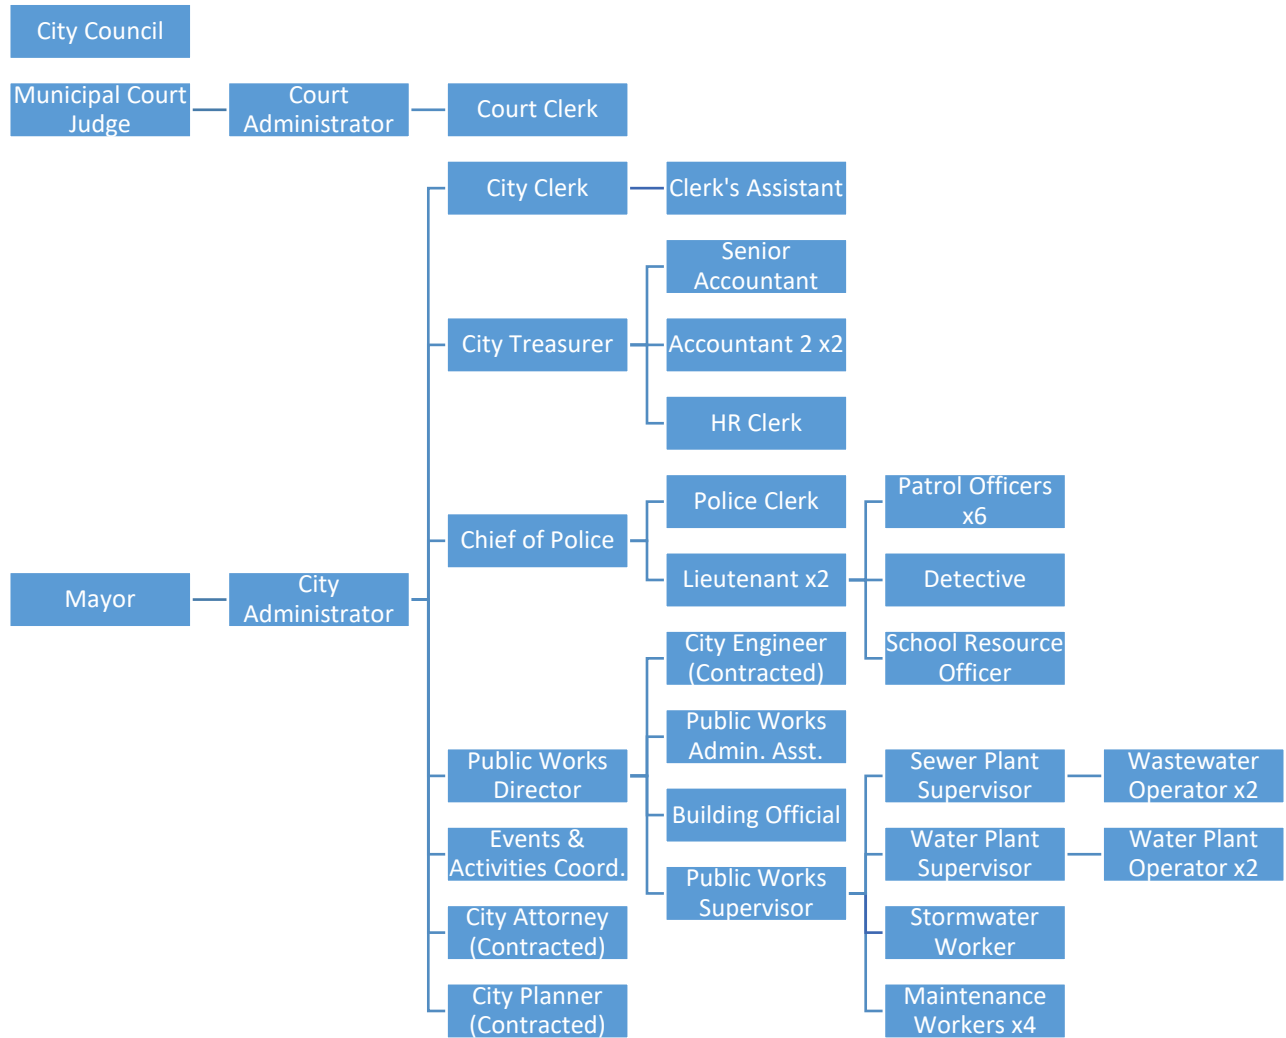 City Council
Municipal Court
Judge
Court
Administrator
Court Clerk
City Clerk
Clerk's Assistant
Senior
Accountant
City Treasurer
Accountant 2 x2
HR Clerk
Police Clerk
Patrol Officers
x6
Chief of Police
Lieutenant x2
Detective
Mayor
City
Administrator
City Engineer
(Contracted)
School Resource
Officer
Public Works
Admin. Asst.
Public Works
Director
Sewer Plant
Supervisor
Wastewater
Operator x2
Building Official
Events &
Activities Coord.
Water Plant
Supervisor
Water Plant
Operator x2
Public Works
Supervisor
City Attorney
(Contracted)
Stormwater
Worker
City Planner
(Contracted)
Maintenance
Workers x4